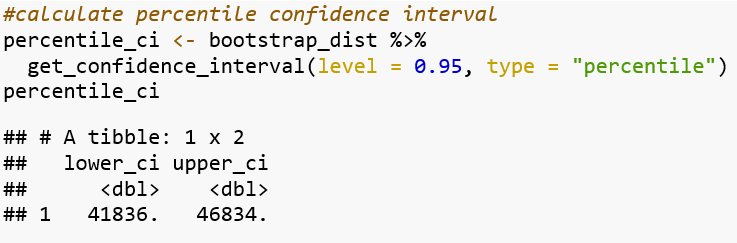 #calculate percentile confidence interval
percentile_ci <- bootstrap_dist %>%
  get_confidence_interval(level = 0.95, type = "percentile")
percentile_ci
## # A tibble: 1 x 2
##   lower_ci upper_ci
##      <dbl>    <dbl>
## 1   41836.   46834.